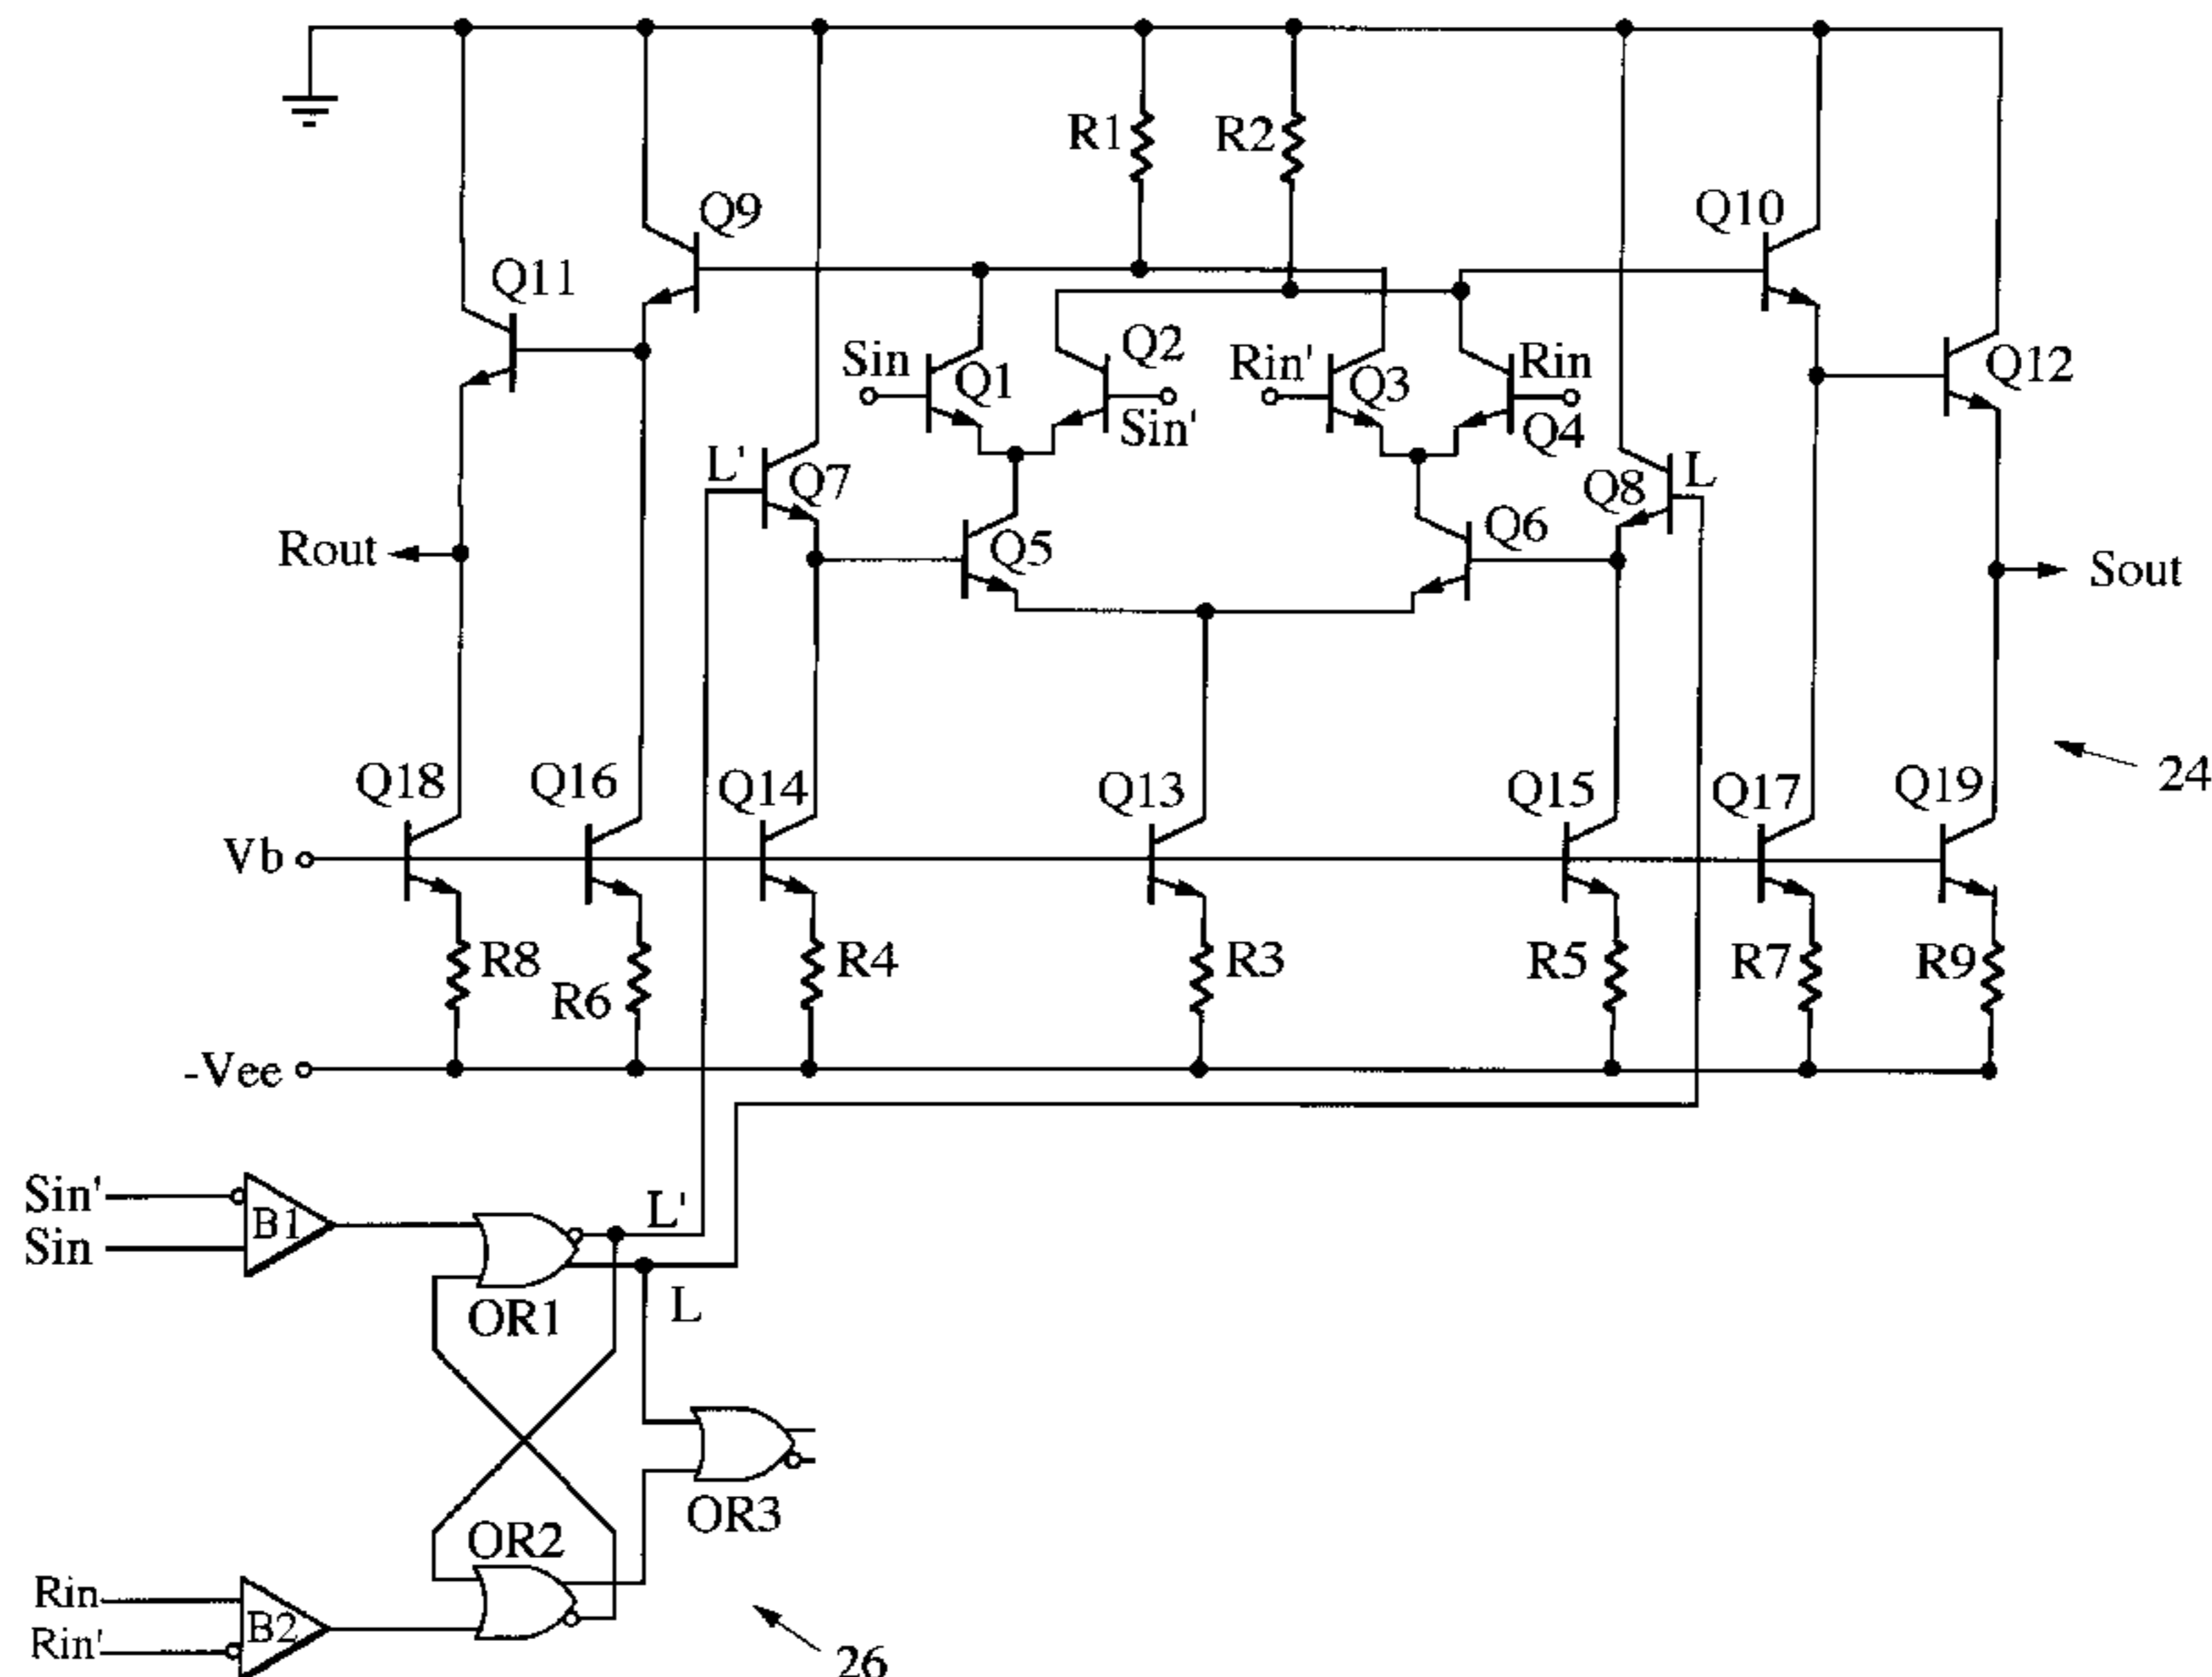 R1
R2
Q9
Q10
Q11
Sin
Q1
Q2
Sin'
Rin'
Q3
Rin
Q4
Q12
L'
Q7
Q8
L
Rout
Q5
Q6
Sout
24
Q18
Q16
Q14
Q13
Q15
Q17
Q19
Vb
R8
R6
R4
R3
R5
R7
R9
-Vee
Sin'
Sin
B1
L'
OR1
L
OR3
OR2
Rin
Rin'
B2
26